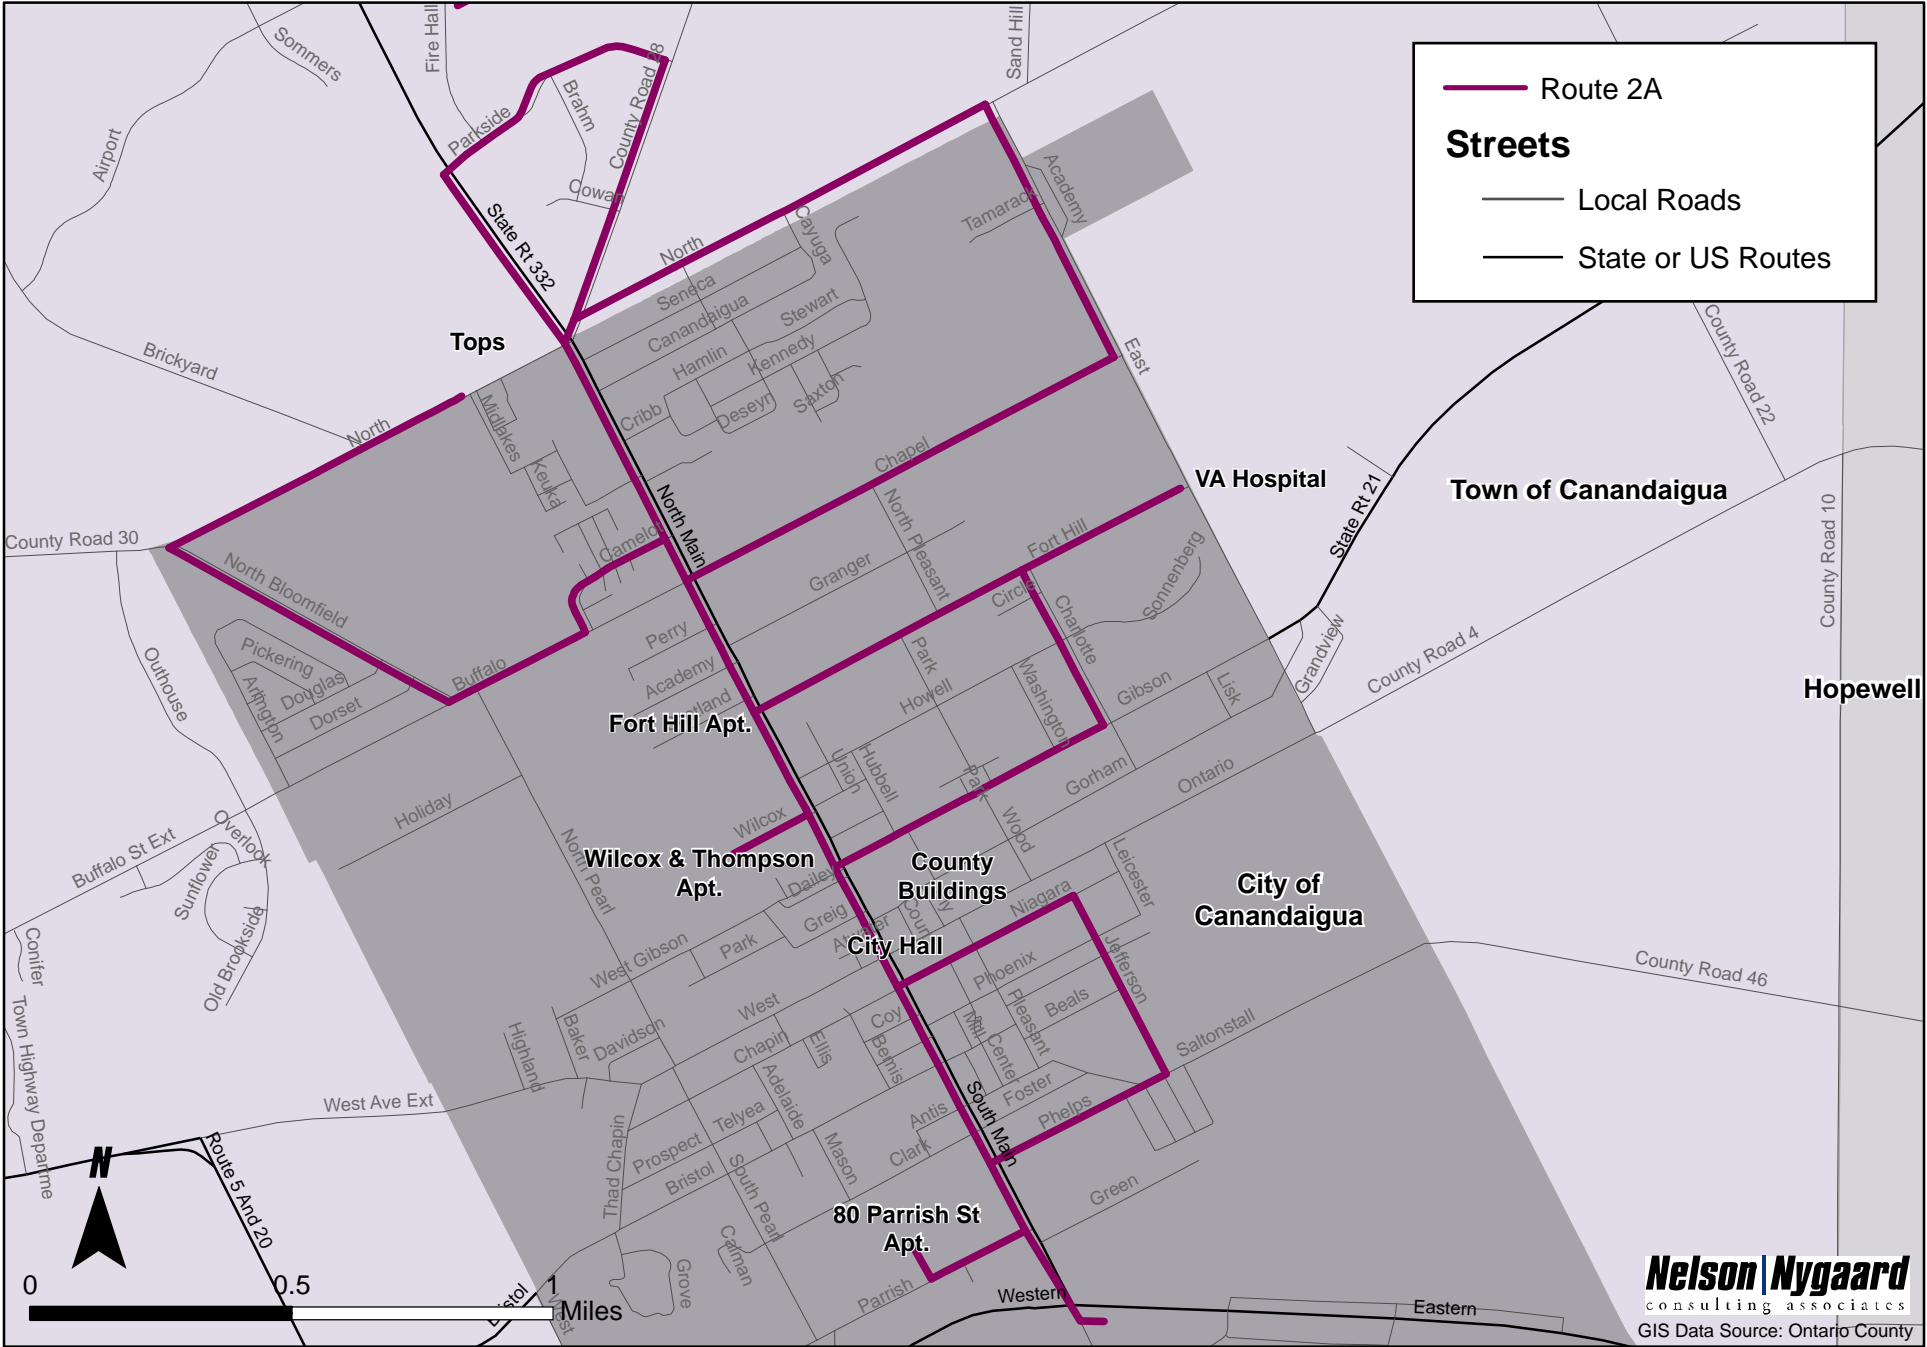 Sommers
Fire Hall
County Road 28
Sand Hill
Brahm
Parkside
Airport
Cowan
State Rt 332
North
Cayuga
Tamarack
Academy
Route 2A
Streets
Local Roads
State or US Routes
Seneca
Canandaigua
Stewart
Tops
Hamlin
Kennedy
Brickyard
Cribb
Deseyn
Saxton
East
County Road 22
Midlakes
North
Keuka
Chapel
VA Hospital
Town of Canandaigua
State Rt 21
County Road 10
County Road 30
North Bloomfield
Camelot
North Main
North Pleasant
Fort Hill
Granger
Circle
Charlotte
Sonnenberg
Perry
Pickering
Douglas
Arlington
Dorset
Buffalo
Academy
Outhouse
Park
Howell
Washington
Gibson
Lisk
Grandview
County Road 4
Hopewell
Fort Hill Apt.
Union
Hubbell
Park
Wood
Gorham
Ontario
Holiday
Wilcox
Overlook
Buffalo St Ext
Sunflower
Old Brookside
North Pearl
Wilcox & Thompson
Apt.
Dailey
County
Buildings
Leicester
City of
Canandaigua
Niagara
Greig
City Hall
Park
West Gibson
Phoenix
Jefferson
Conifer
County Road 46
West
Coy
Pleasant
Beals
Mill
Center
Saltonstall
Highland
Baker
Davidson
Chapin
Ellis
Bemis
Town Highway Departme
West Ave Ext
Adelaide
Telyea
Antis
South Main
Foster
Phelps
Prospect
Thad Chapin
Bristol
Mason
Clark
South Pearl
Green
N
Route 5 And 20
80 Parrish St
Apt.
Calman
Grove
Parrish
Western
Eastern
Bristol
West
0 0.5 1
Miles
Nelson Nygaard
consulting associates
GIS Data Source: Ontario County